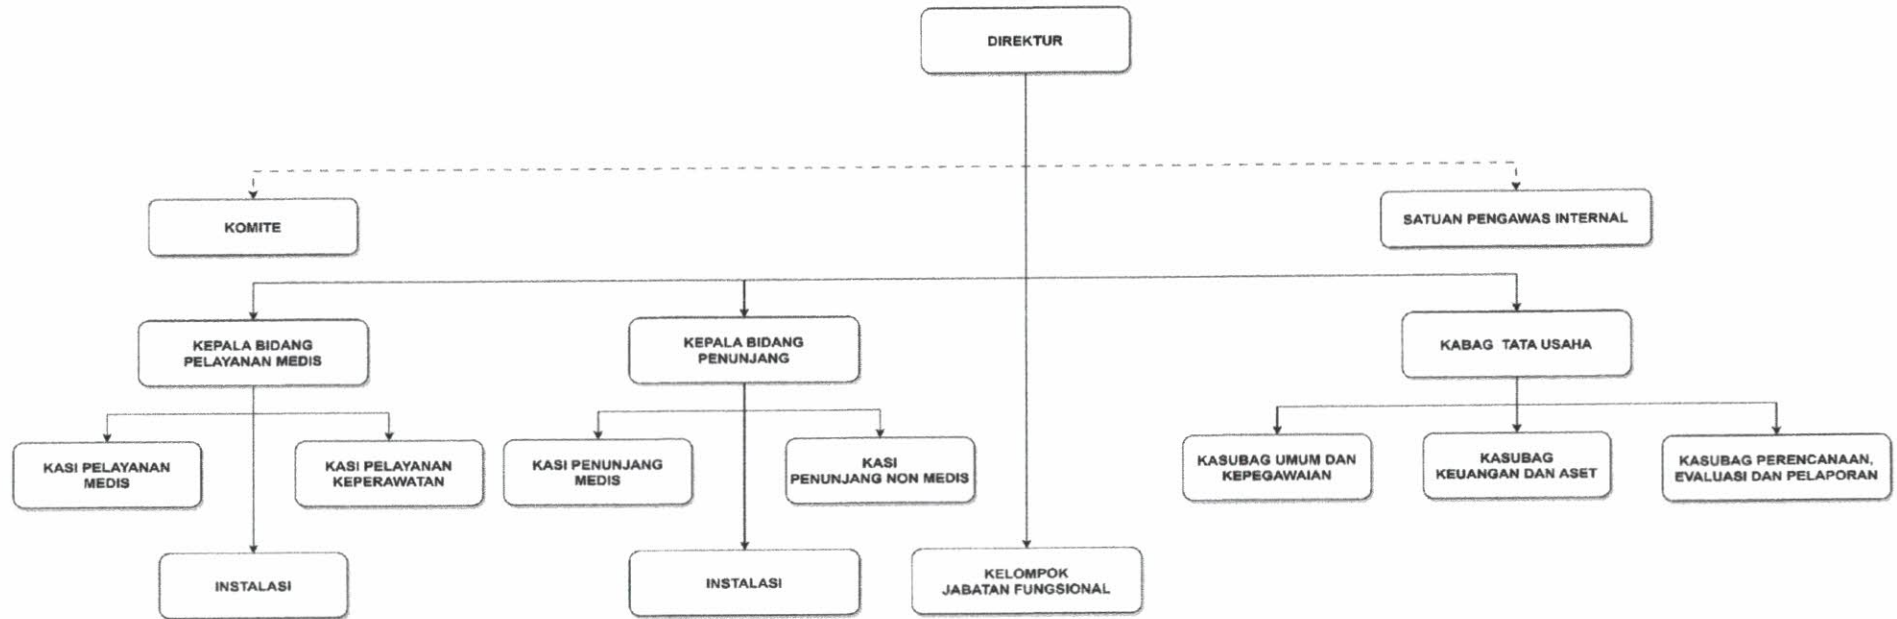 DIREKTUR
KOMITE
SATUAN PENGAWAS INTERNAL
KEPALA BIDANG
PELAYANAN MEDIS
KEPALA BIDANG
PENUNJANG
KABAG TATA USAHA
KASI PELAYANAN
MEDIS
KASI PELAYANAN
KEPERAWATAN
KASI PENUNJANG
MEDIS
KASI
PENUNJANG NON MEDIS
KASUBAG UMUM DAN
KEPEGAWAIAN
KASUBAG
KEUANGAN DAN ASET
KASUBAG PERENCANAAN,
EVALUASI DAN PELAPORAN
INSTALASI
INSTALASI
KELOMPOK
JABATAN FUNGSIONAL